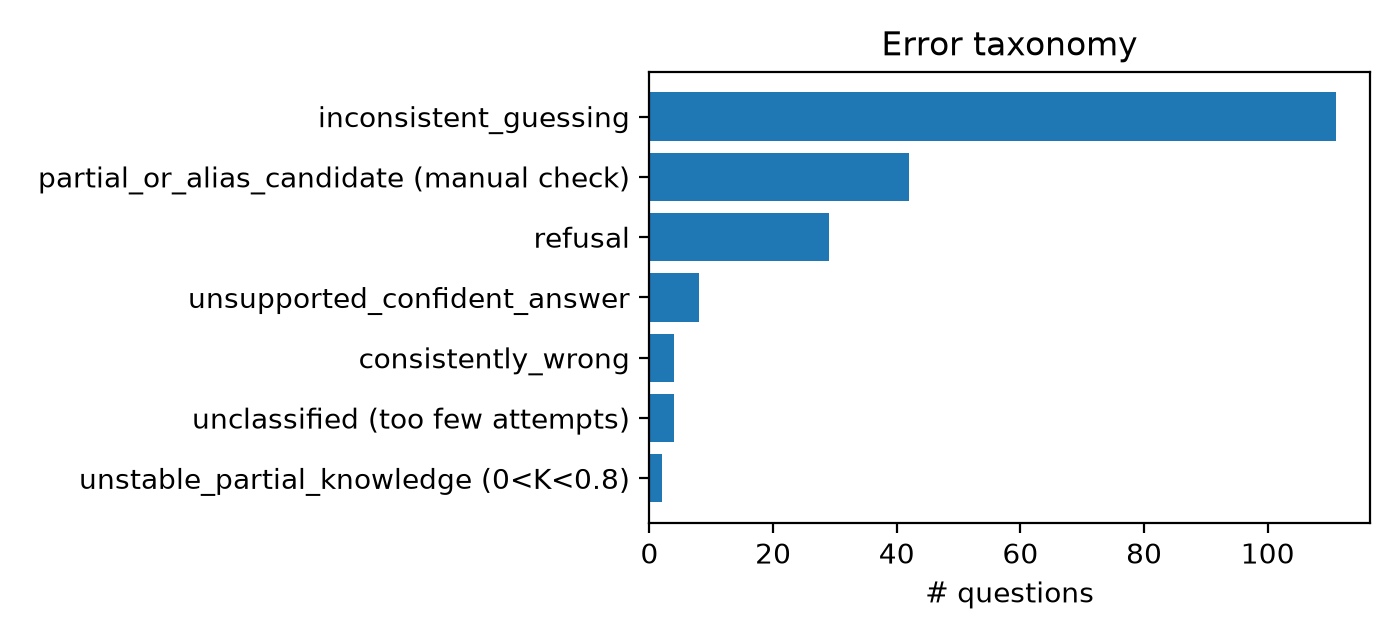 Error taxonomy
inconsistent_guessing
partial_or_alias_candidate (manual check)
refusal
unsupported_confident_answer
consistently_wrong
unclassified (too few attempts)
unstable_partial_knowledge (0<K<0.8)
0 20 40 60 80 100
# questions